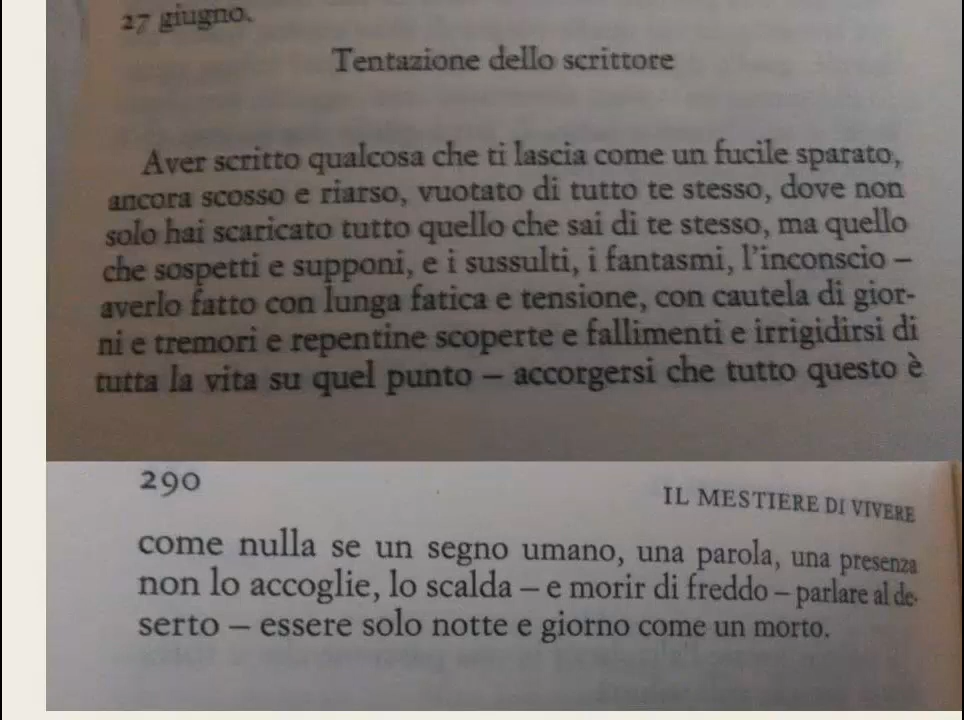 27 giugno.
Tentazione dello scrittore
Aver scritto qualcosa che ti lascia come un fucile sparato,
ancora scosso e riarso, vuotato di tutto te stesso, dove non
solo hai scaricato tutto quello che sai di te stesso, ma quello
che sospetti e supponi, e i sussulti, i fantasmi, l'inconscio –
averlo fatto con lunga fatica e tensione, con cautela di gior-
ni e tremori e repentine scoperte e fallimenti e irrigidirsi di
tutta la vita su quel punto – accorgersi che tutto questo è
290
IL MESTIERE DI VIVERE
come nulla se un segno umano, una parola, una presenza
non lo accoglie, lo scalda – e morir di freddo – parlare al de-
serto – essere solo notte e giorno come un morto.